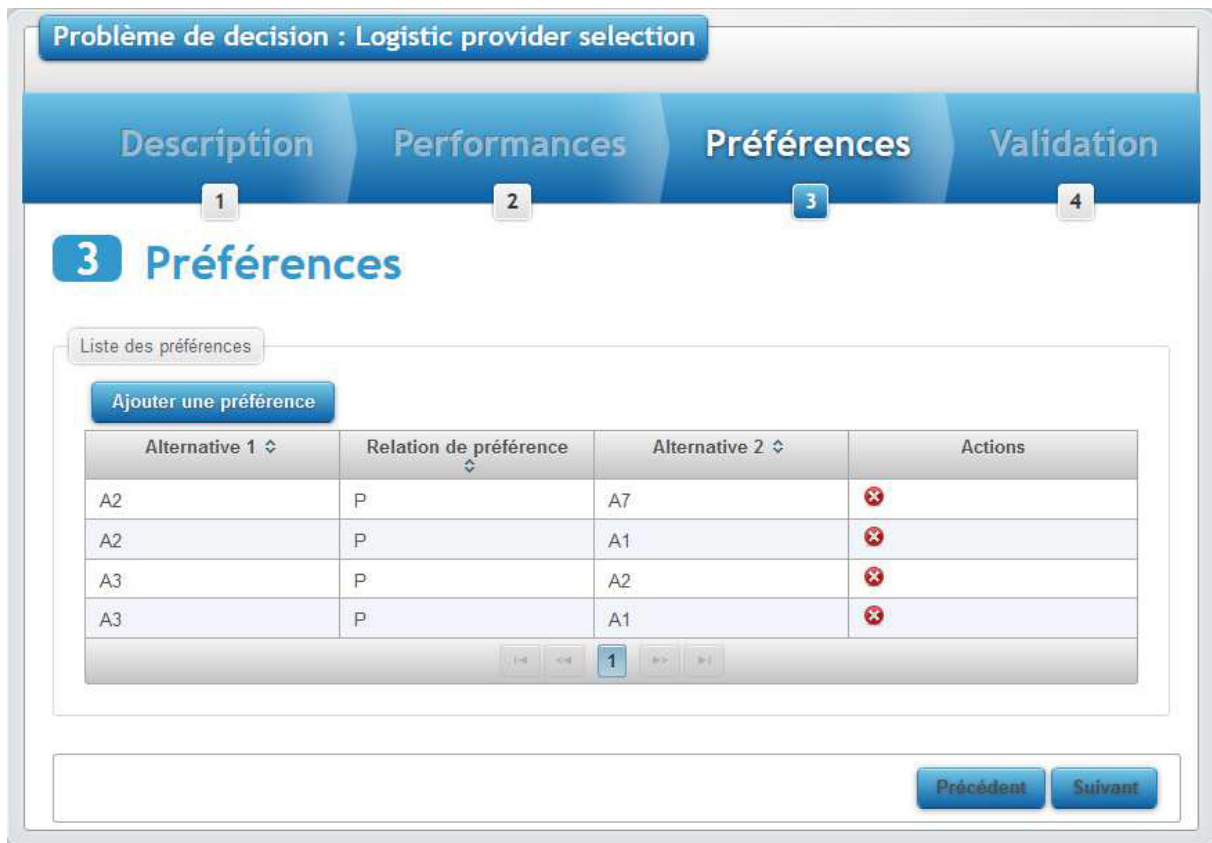 Problème de decision : Logistic provider selection
Description Performances Préférences Validation
1 2 3 4
3 Préférences
Liste des préférences
Ajouter une préférence
Alternative 1 Relation de préférence Alternative 2 Actions
A2 P A7
A2 P A1
A3 P A2
A3 P A1
1
Précédent Suivant